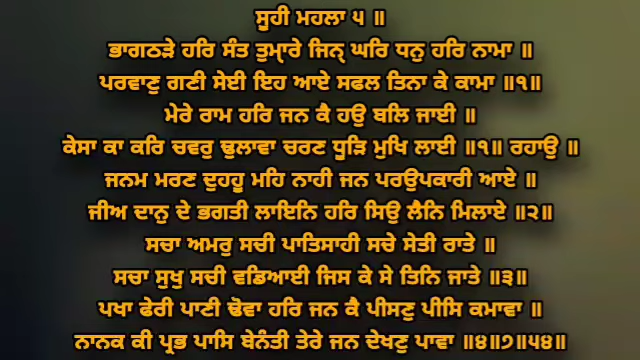 ਸੂਹੀ ਮਹਲਾ ੫ ॥
ਭਾਗਠੜੇ ਹਰਿ ਸੰਤ ਤੁਮੑਾਰੇ ਜਿਨੑ ਘਰਿ ਧਨੁ ਹਰਿ ਨਾਮਾ ॥
ਪਰਵਾਣੁ ਗਣੀ ਸੇਈ ਇਹ ਆਏ ਸਫਲ ਤਿਨਾ ਕੇ ਕਾਮਾ ॥੧॥
ਮੇਰੇ ਰਾਮ ਹਰਿ ਜਨ ਕੈ ਹਉ ਬਲਿ ਜਾਈ ॥
ਕੇਸਾ ਕਾ ਕਰਿ ਚਵਰੁ ਢੁਲਾਵਾ ਚਰਣ ਧੂੜਿ ਮੁਖਿ ਲਾਈ ॥੧॥ ਰਹਾਉ ॥
ਜਨਮ ਮਰਣ ਦੁਹਹੂ ਮਹਿ ਨਾਹੀ ਜਨ ਪਰਉਪਕਾਰੀ ਆਏ ॥
ਜੀਅ ਦਾਨੁ ਦੇ ਭਗਤੀ ਲਾਇਨਿ ਹਰਿ ਸਿਉ ਲੈਨਿ ਮਿਲਾਏ ॥੨॥
ਸਚਾ ਅਮਰੁ ਸਚੀ ਪਾਤਿਸਾਹੀ ਸਚੇ ਸੇਤੀ ਰਾਤੇ ॥
ਸਚਾ ਸੁਖੁ ਸਚੀ ਵਡਿਆਈ ਜਿਸ ਕੇ ਸੇ ਤਿਨਿ ਜਾਤੇ ॥੩॥
ਪਖਾ ਫੇਰੀ ਪਾਣੀ ਢੋਵਾ ਹਰਿ ਜਨ ਕੈ ਪੀਸਣੁ ਪੀਸਿ ਕਮਾਵਾ ॥
ਨਾਨਕ ਕੀ ਪ੍ਰਭ ਪਾਸਿ ਬੇਨੰਤੀ ਤੇਰੇ ਜਨ ਦੇਖਣੁ ਪਾਵਾ ॥੪॥੭॥੫੪॥